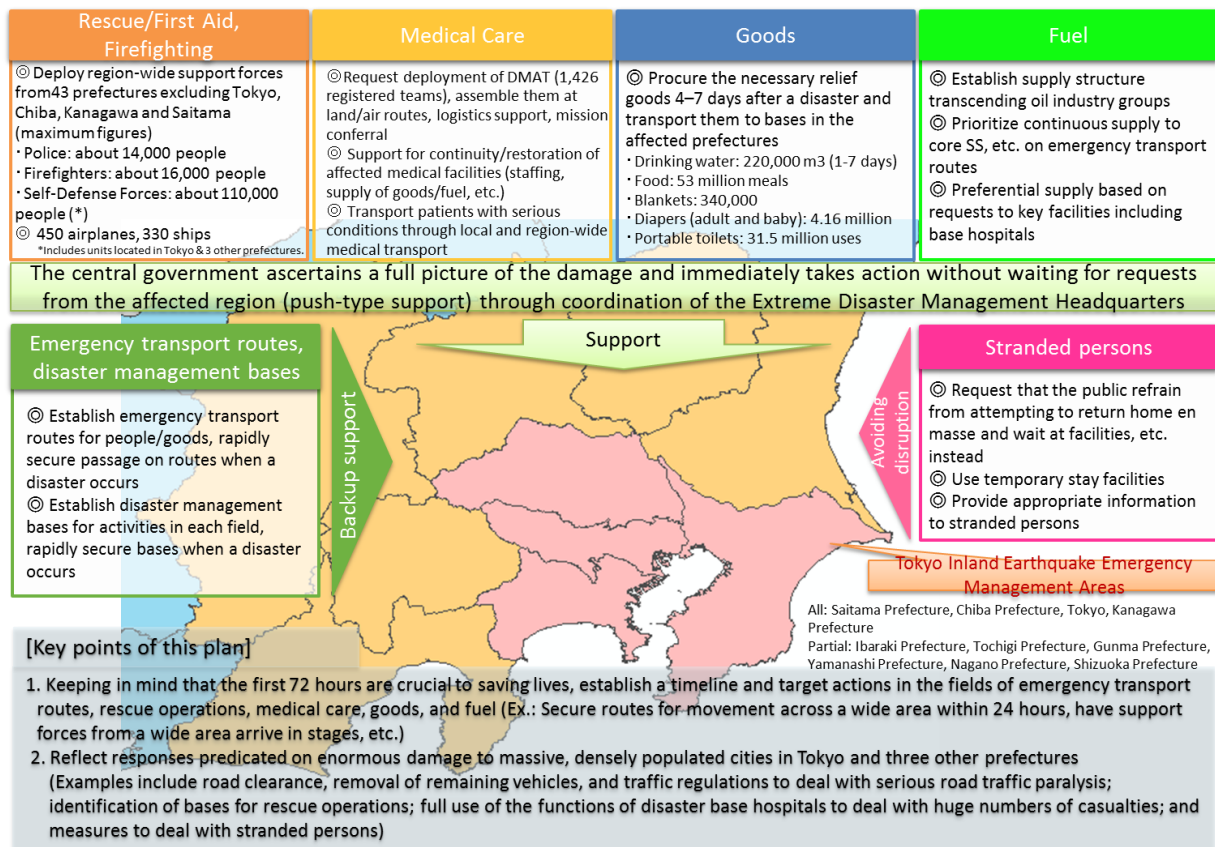 Rescue/First Aid,
Firefighting
◎ Deploy region-wide support forces
from43 prefectures excluding Tokyo,
Chiba, Kanagawa and Saitama
(maximum figures)
・Police: about 14,000 people
・Firefighters: about 16,000 people
・Self-Defense Forces: about 110,000
people (*)
◎ 450 airplanes, 330 ships
*Includes units located in Tokyo & 3 other prefectures.
Medical Care
◎Request deployment of DMAT (1,426
registered teams), assemble them at
land/air routes, logistics support, mission
conferral
◎ Support for continuity/restoration of
affected medical facilities (staffing,
supply of goods/fuel, etc.)
◎ Transport patients with serious
conditions through local and region-wide
medical transport
Goods
◎ Procure the necessary relief
goods 4–7 days after a disaster and
transport them to bases in the
affected prefectures
・Drinking water: 220,000 m3 (1-7 days)
・Food: 53 million meals
・Blankets: 340,000
・Diapers (adult and baby): 4.16 million
・Portable toilets: 31.5 million uses
Fuel
◎ Establish supply structure
transcending oil industry groups
◎ Prioritize continuous supply to
core SS, etc. on emergency transport
routes
◎ Preferential supply based on
requests to key facilities including
base hospitals
The central government ascertains a full picture of the damage and immediately takes action without waiting for requests
from the affected region (push-type support) through coordination of the Extreme Disaster Management Headquarters
Emergency transport routes,
disaster management bases
◎ Establish emergency transport
routes for people/goods, rapidly
secure passage on routes when a
disaster occurs
◎ Establish disaster management
bases for activities in each field,
rapidly secure bases when a disaster
occurs
Backup support
Support
Avoiding
disruption
Stranded persons
◎ Request that the public refrain
from attempting to return home en
masse and wait at facilities, etc.
instead
◎ Use temporary stay facilities
◎ Provide appropriate information
to stranded persons
Tokyo Inland Earthquake Emergency
Management Areas
All: Saitama Prefecture, Chiba Prefecture, Tokyo, Kanagawa
Prefecture
Partial: Ibaraki Prefecture, Tochigi Prefecture, Gunma Prefecture,
Yamanashi Prefecture, Nagano Prefecture, Shizuoka Prefecture
[Key points of this plan]
1. Keeping in mind that the first 72 hours are crucial to saving lives, establish a timeline and target actions in the fields of emergency transport
routes, rescue operations, medical care, goods, and fuel (Ex.: Secure routes for movement across a wide area within 24 hours, have support
forces from a wide area arrive in stages, etc.)
2. Reflect responses predicated on enormous damage to massive, densely populated cities in Tokyo and three other prefectures
(Examples include road clearance, removal of remaining vehicles, and traffic regulations to deal with serious road traffic paralysis;
identification of bases for rescue operations; full use of the functions of disaster base hospitals to deal with huge numbers of casualties; and
measures to deal with stranded persons)